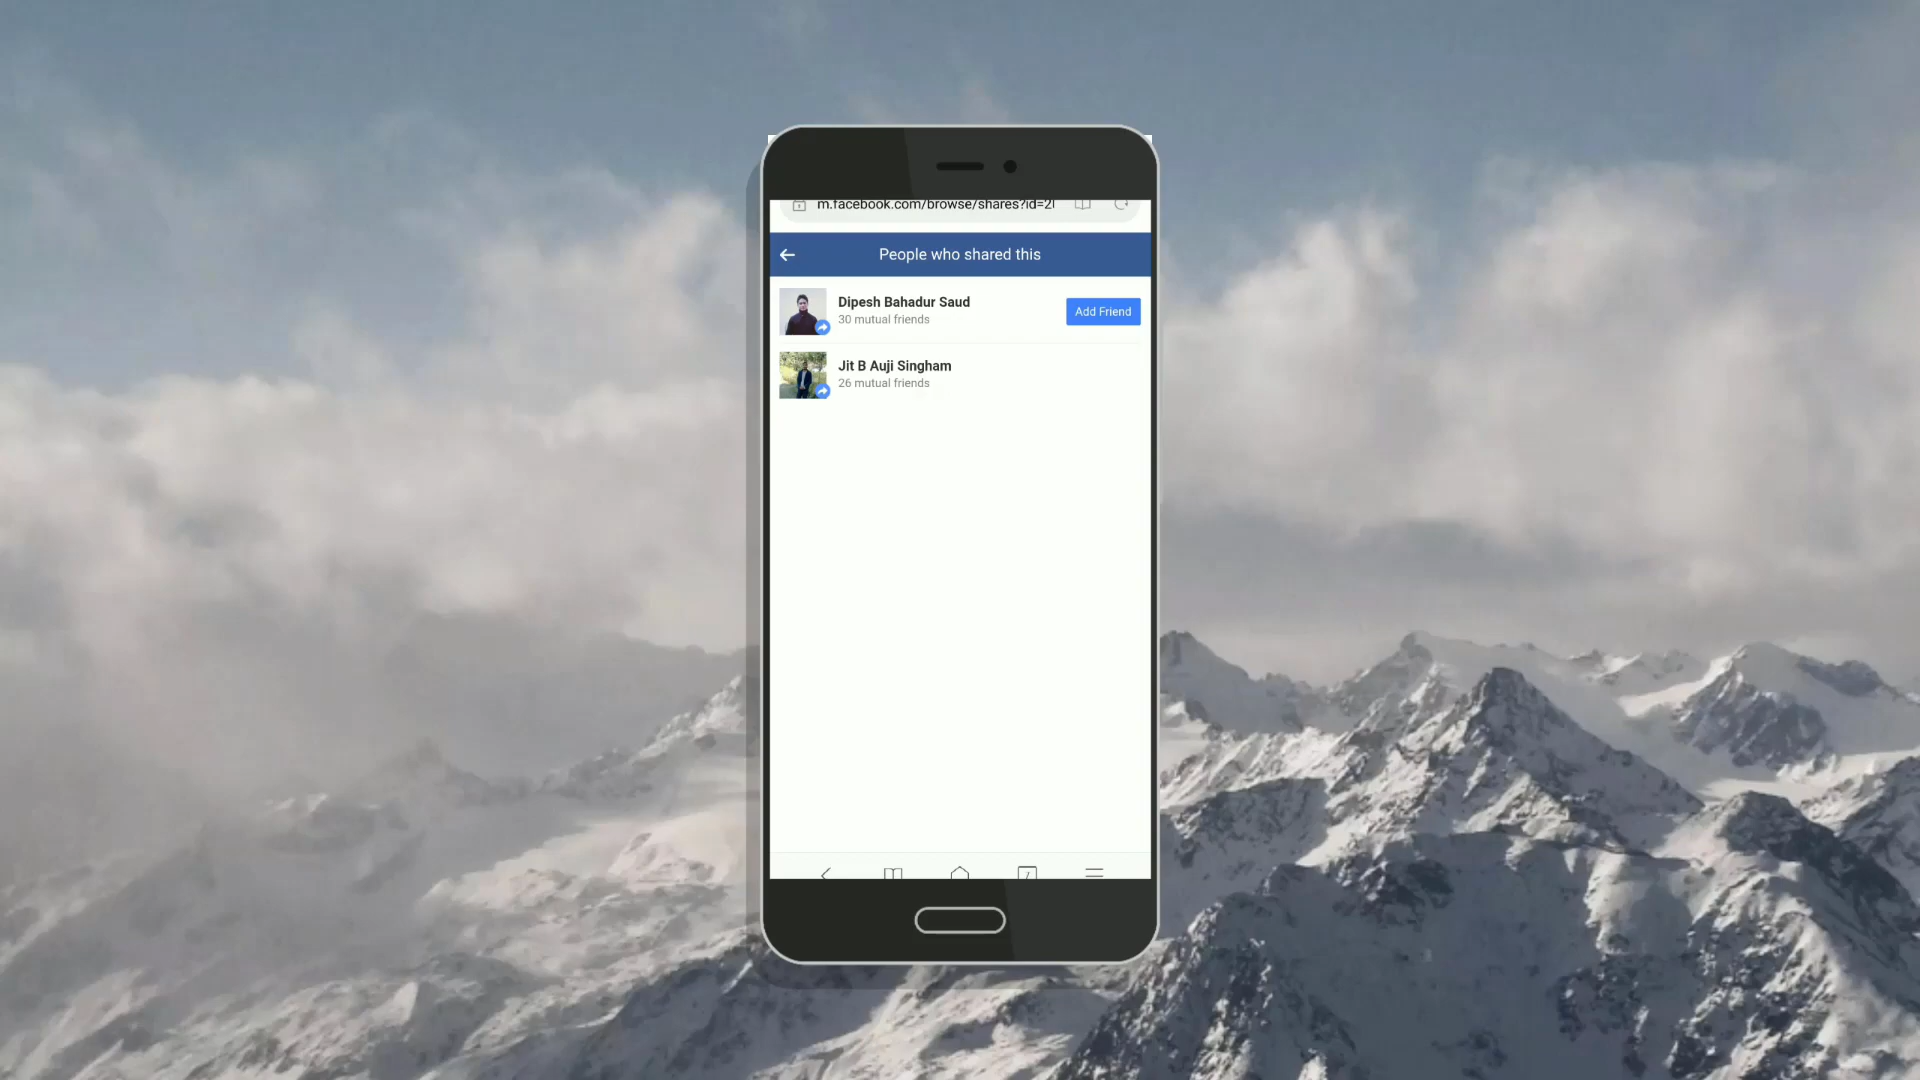 m.facebook.com/browse/shares?id=2
People who shared this
Dipesh Bahadur Saud
30 mutual friends
Add Friend
Jit B Auji Singham
26 mutual friends